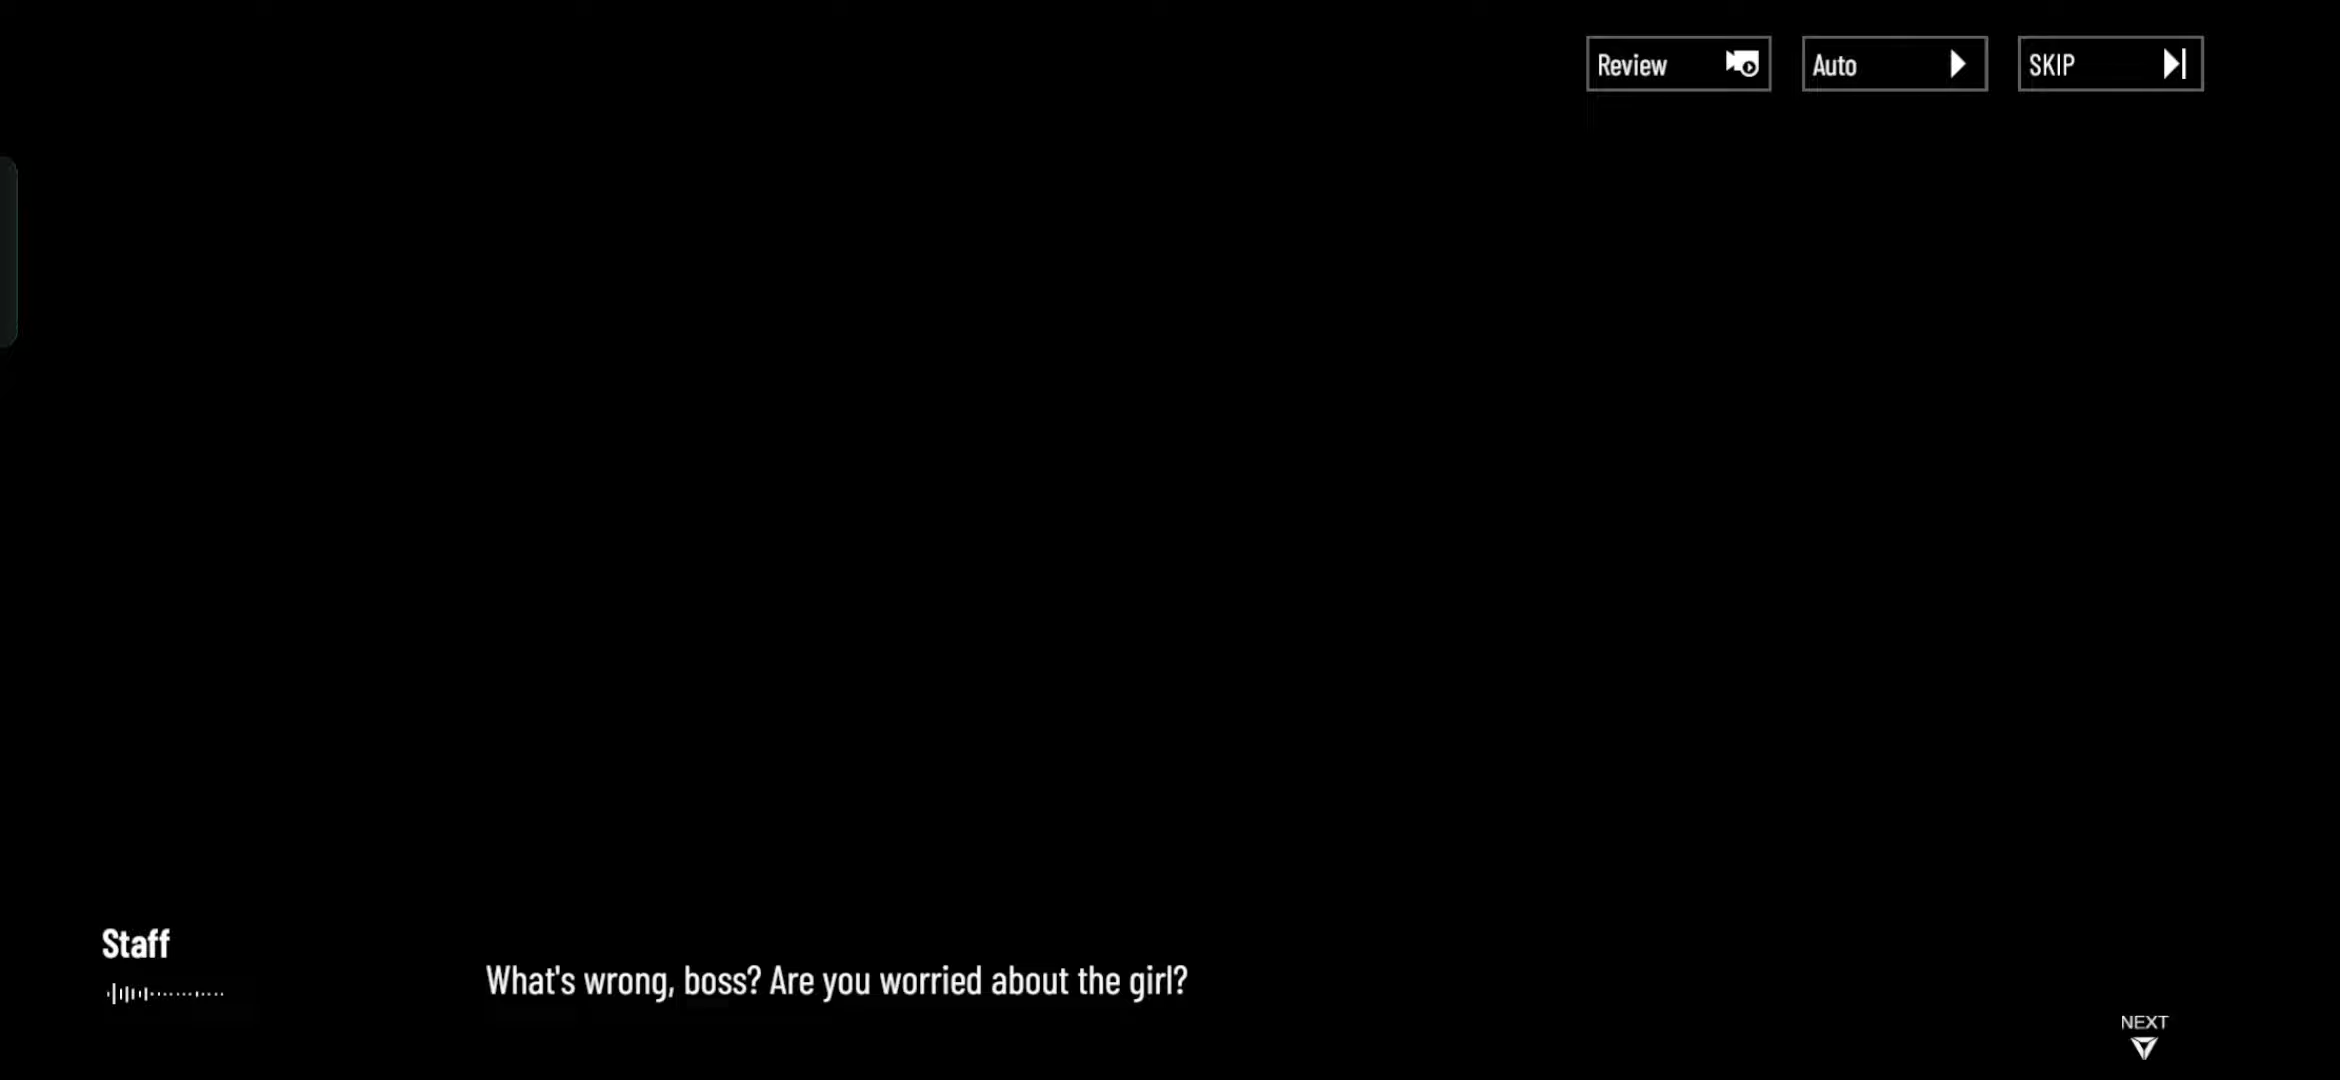 Review
Auto
SKIP
Staff
What's wrong, boss? Are you worried about the girl?
NEXT